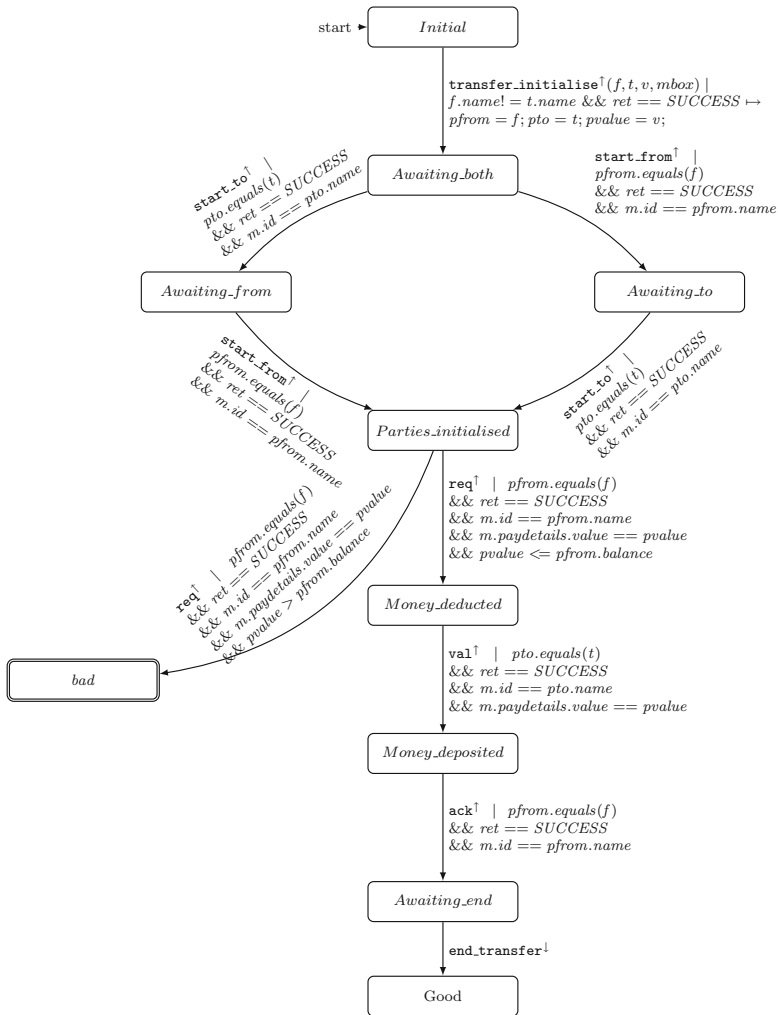 start
Initial
transfer_initialise↑(f, t, v, mbox) |
f.name! = t.name && ret == SUCCESS ↦
pfrom = f; pto = t; pvalue = v;
Awaiting_both
start_to↑ |
pto.equals(t)
&& ret == SUCCESS
&& m.id == pto.name
start_from↑ |
pfrom.equals(f)
&& ret == SUCCESS
&& m.id == pfrom.name
Awaiting_from
Awaiting_to
start_from↑ |
pfrom.equals(f)
&& ret == SUCCESS
&& m.id == pfrom.name
start_to↑ |
pto.equals(t)
&& ret == SUCCESS
&& m.id == pto.name
Parties_initialised
req↑ | pfrom.equals(f)
&& ret == SUCCESS
&& m.id == pfrom.name
&& m.paydetails.value == pvalue
&& pvalue > pfrom.balance
req↑ | pfrom.equals(f)
&& ret == SUCCESS
&& m.id == pfrom.name
&& m.paydetails.value == pvalue
&& pvalue <= pfrom.balance
Money_deducted
bad
val↑ | pto.equals(t)
&& ret == SUCCESS
&& m.id == pto.name
&& m.paydetails.value == pvalue
Money_deposited
ack↑ | pfrom.equals(f)
&& ret == SUCCESS
&& m.id == pfrom.name
Awaiting_end
end_transfer↓
Good